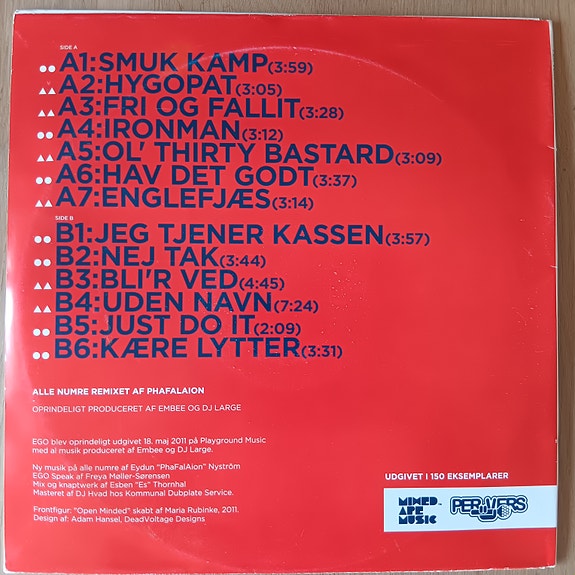 SIDE A
A1:SMUK KAMP(3:59)
A2:HYGOPAT(3:05)
A3:FRI OG FALLIT(3:28)
A4:IRONMAN(3:12)
A5:OL' THIRTY BASTARD(3:09)
A6:HAV DET GODT(3:37)
A7:ENGLEFJÆS(3:14)
SIDE B
B1:JEG TJENER KASSEN(3:57)
B2:NEJ TAK(3:44)
B3:BLI'R VED(4:45)
B4:UDEN NAVN(7:24)
B5:JUST DO IT(2:09)
B6:KÆRE LYTTER(3:31)
ALLE NUMRE REMIXET AF PHAFALAION
OPRINDELIGT PRODUCERET AF EMBEE OG DJ LARGE
EGO blev oprindeligt udgivet 18. maj 2011 på Playground Music
med al musik produceret af Embee og DJ Large.
Ny musik på alle numre af Eydun "PhaFalAion" Nyström
EGO Speak af Freya Møller-Sørensen
Mix og knaptwerk af Esben "Es" Thornhal
Masteret af DJ Hvad hos Kommunal Dubplate Service.
Frontfigur: "Open Minded" skabt af Maria Rubinke, 2011.
Design af: Adam Hansel, DeadVoltage Designs
UDGIVET I 150 EKSEMPLARER
MIXED
APE
MUSIC
PERVERS